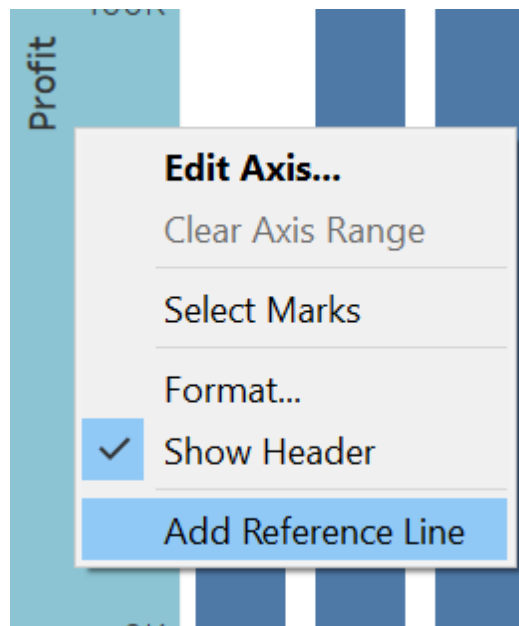 Profit
Edit Axis...
Clear Axis Range
Select Marks
Format...
Show Header
Add Reference Line